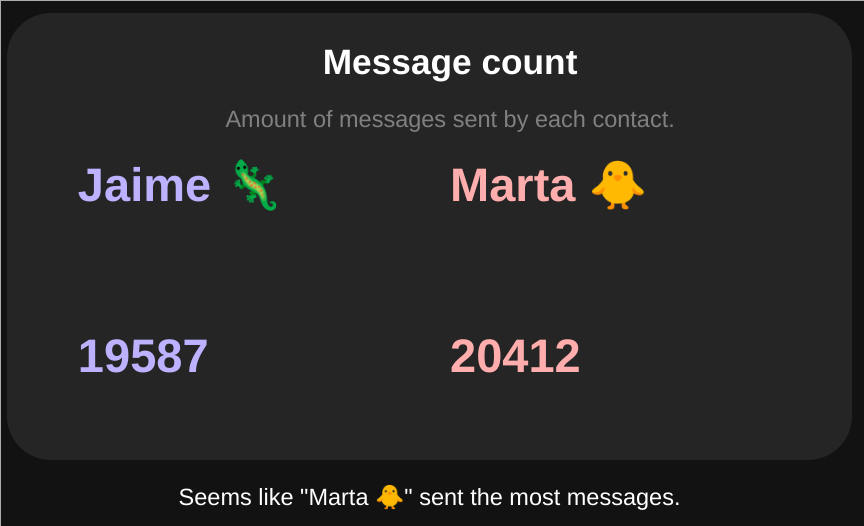 Message count
Amount of messages sent by each contact.
Jaime 🦎 Marta 🐥
19587 20412
Seems like "Marta 🐥" sent the most messages.